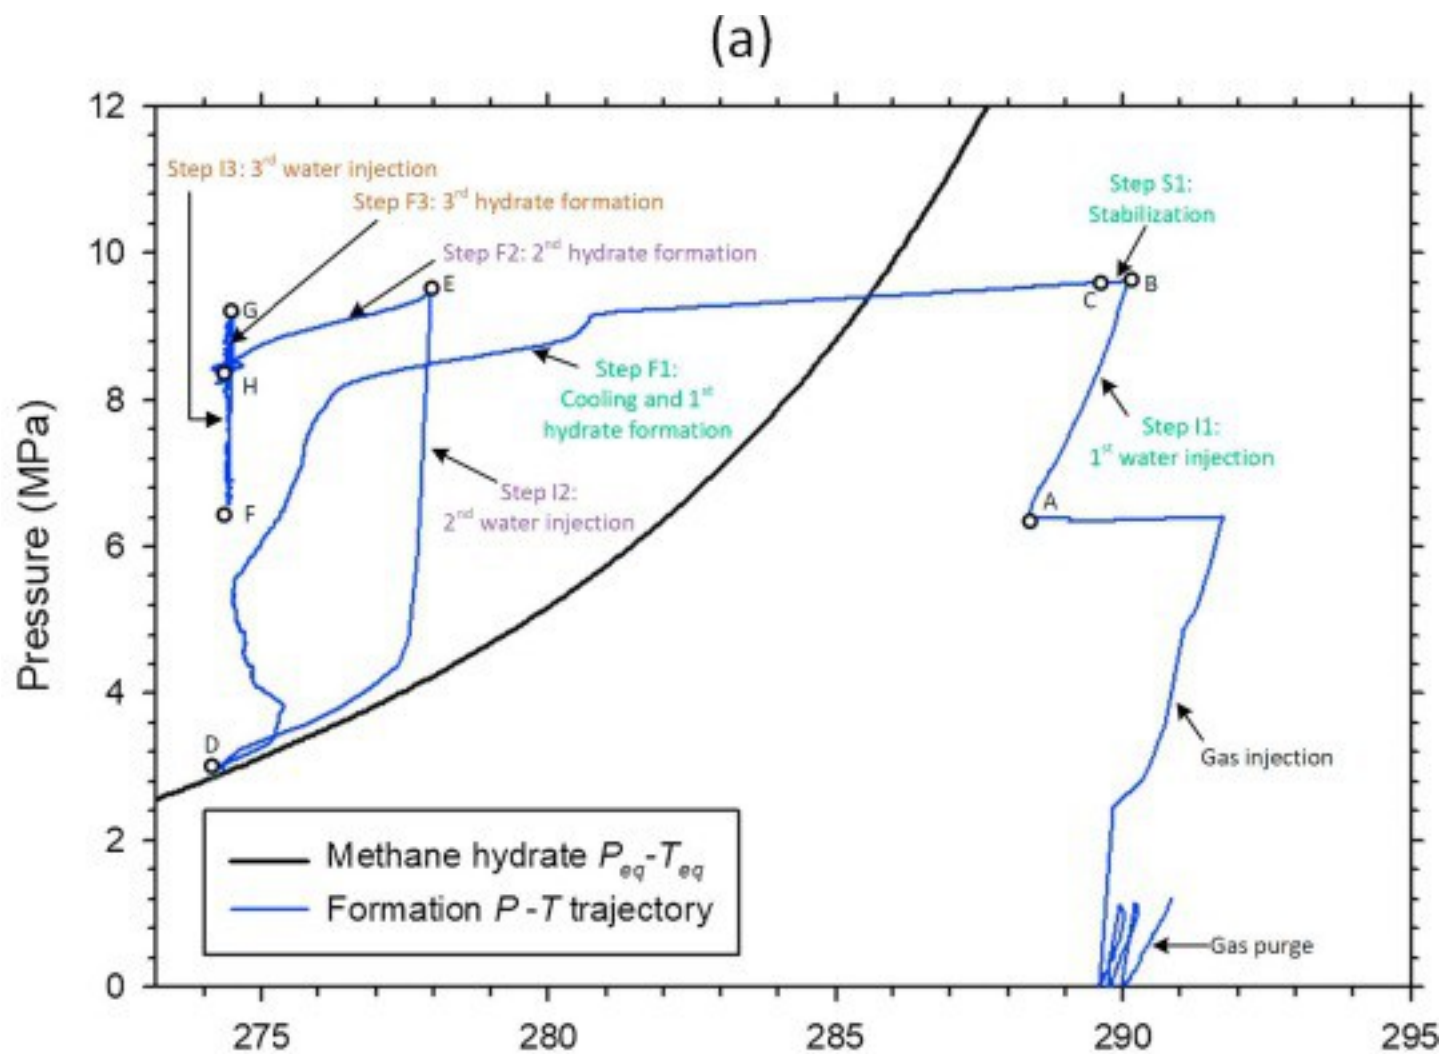 (a)
12
10
8
6
4
2
0
Pressure (MPa)
Step I3: 3rd water injection
Step F3: 3rd hydrate formation
Step F2: 2nd hydrate formation
E
G
H
F
D
Step S1:
Stabilization
C
B
Step F1:
Cooling and 1st
hydrate formation
Step I1:
1st water injection
A
Step I2:
2nd water injection
Gas injection
Gas purge
Methane hydrate Peq-Teq
Formation P-T trajectory
275
280
285
290
295